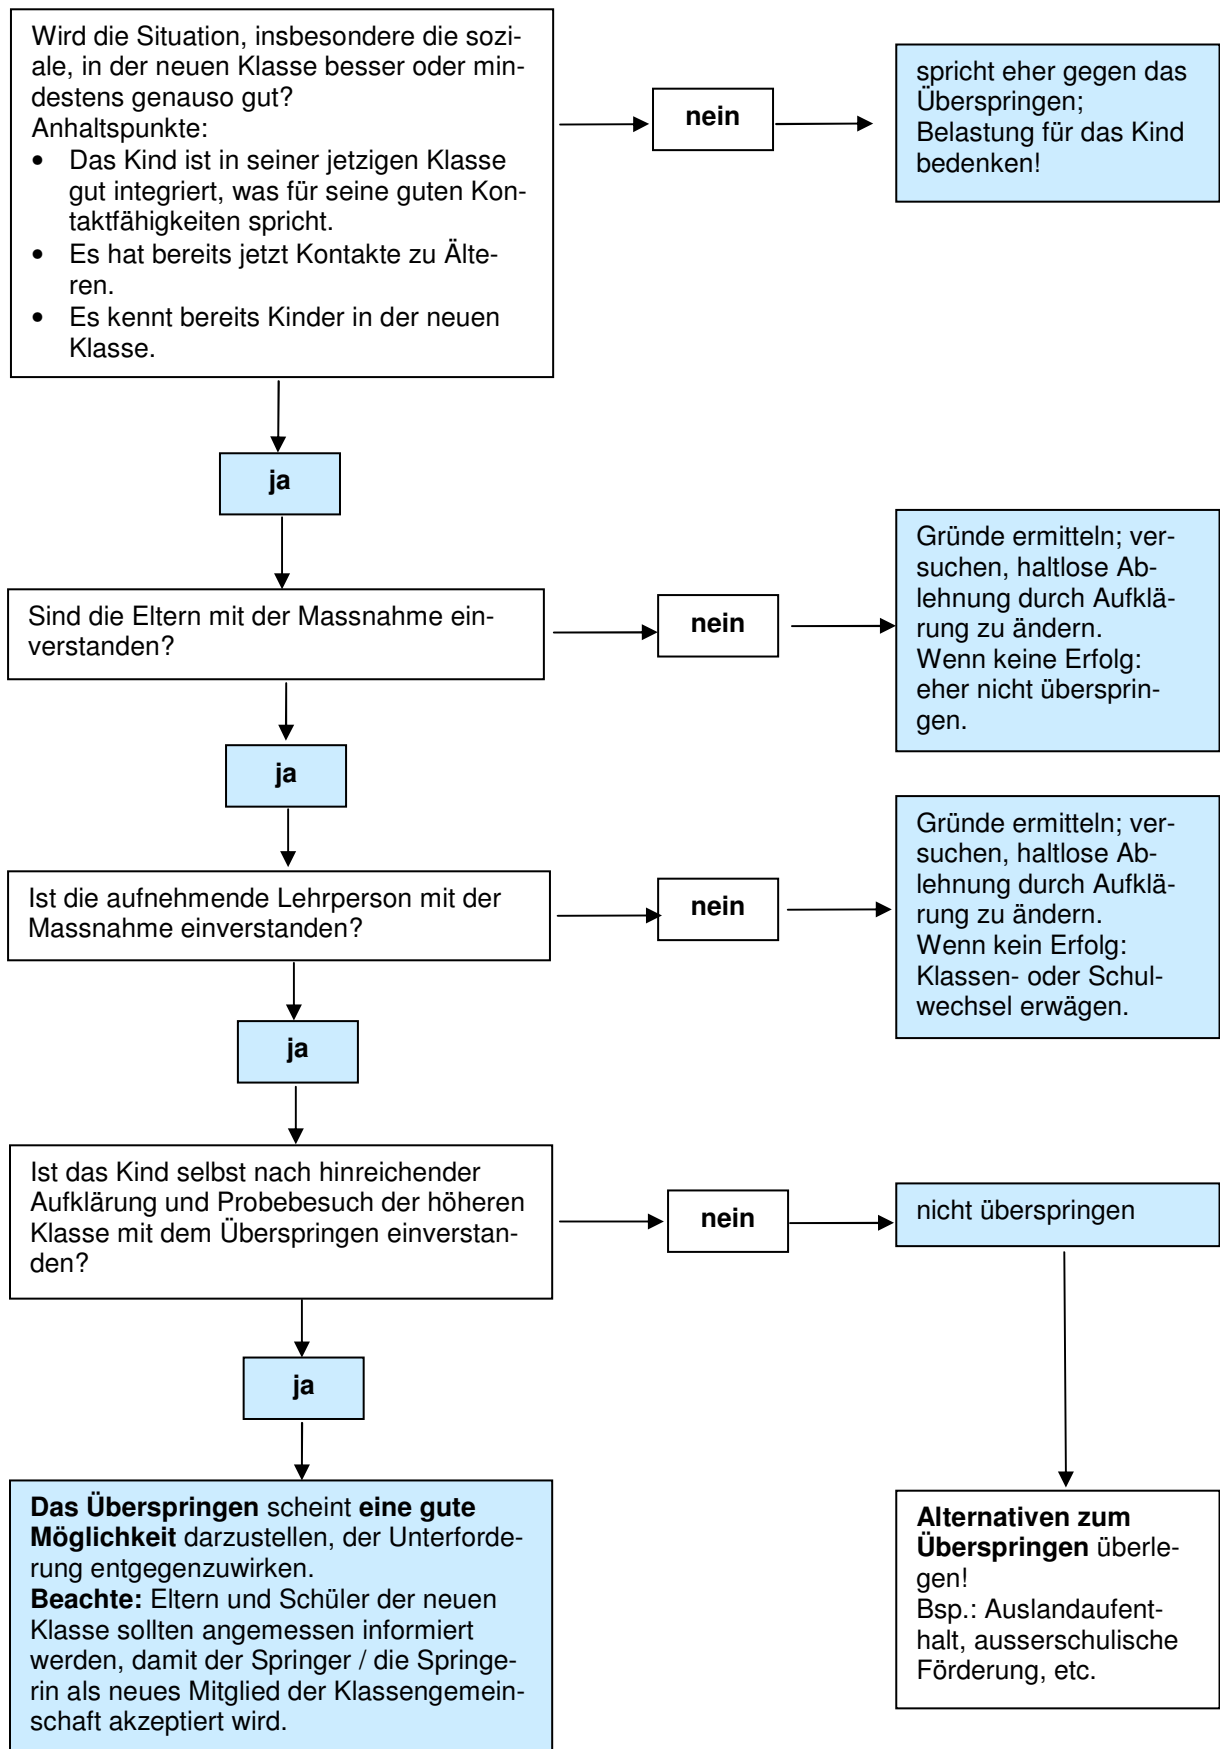 Wird die Situation, insbesondere die sozi-
ale, in der neuen Klasse besser oder min-
destens genauso gut?
Anhaltspunkte:
• Das Kind ist in seiner jetzigen Klasse
gut integriert, was für seine guten Kon-
taktfähigkeiten spricht.
• Es hat bereits jetzt Kontakte zu Älte-
ren.
• Es kennt bereits Kinder in der neuen
Klasse.
nein
spricht eher gegen das
Überspringen;
Belastung für das Kind
bedenken!
ja
Sind die Eltern mit der Massnahme ein-
verstanden?
nein
Gründe ermitteln; ver-
suchen, haltlose Ab-
lehnung durch Aufklä-
rung zu ändern.
Wenn keine Erfolg:
eher nicht übersprin-
gen.
ja
Ist die aufnehmende Lehrperson mit der
Massnahme einverstanden?
nein
Gründe ermitteln; ver-
suchen, haltlose Ab-
lehnung durch Aufklä-
rung zu ändern.
Wenn kein Erfolg:
Klassen- oder Schul-
wechsel erwägen.
ja
Ist das Kind selbst nach hinreichender
Aufklärung und Probebesuch der höheren
Klasse mit dem Überspringen einverstan-
den?
nein
nicht überspringen
ja
Das Überspringen scheint eine gute
Möglichkeit darzustellen, der Unterforde-
rung entgegenzuwirken.
Beachte: Eltern und Schüler der neuen
Klasse sollten angemessen informiert
werden, damit der Springer / die Springe-
rin als neues Mitglied der Klassengemein-
schaft akzeptiert wird.
Alternativen zum
Überspringen überle-
gen!
Bsp.: Auslandaufent-
halt, ausserschulische
Förderung, etc.